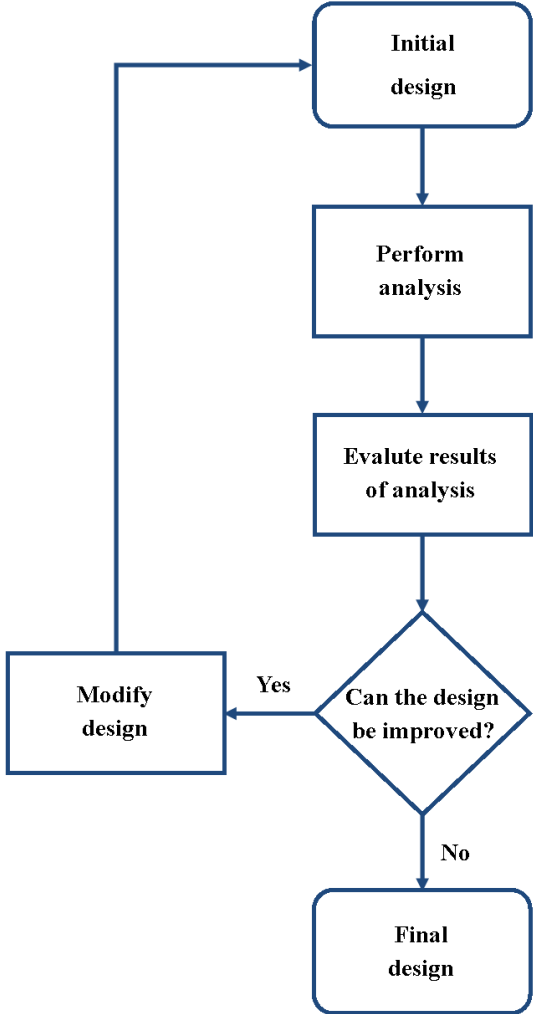 Initial
design
Perform
analysis
Evalute results
of analysis
Can the design
be improved?
Yes
Modify
design
No
Final
design